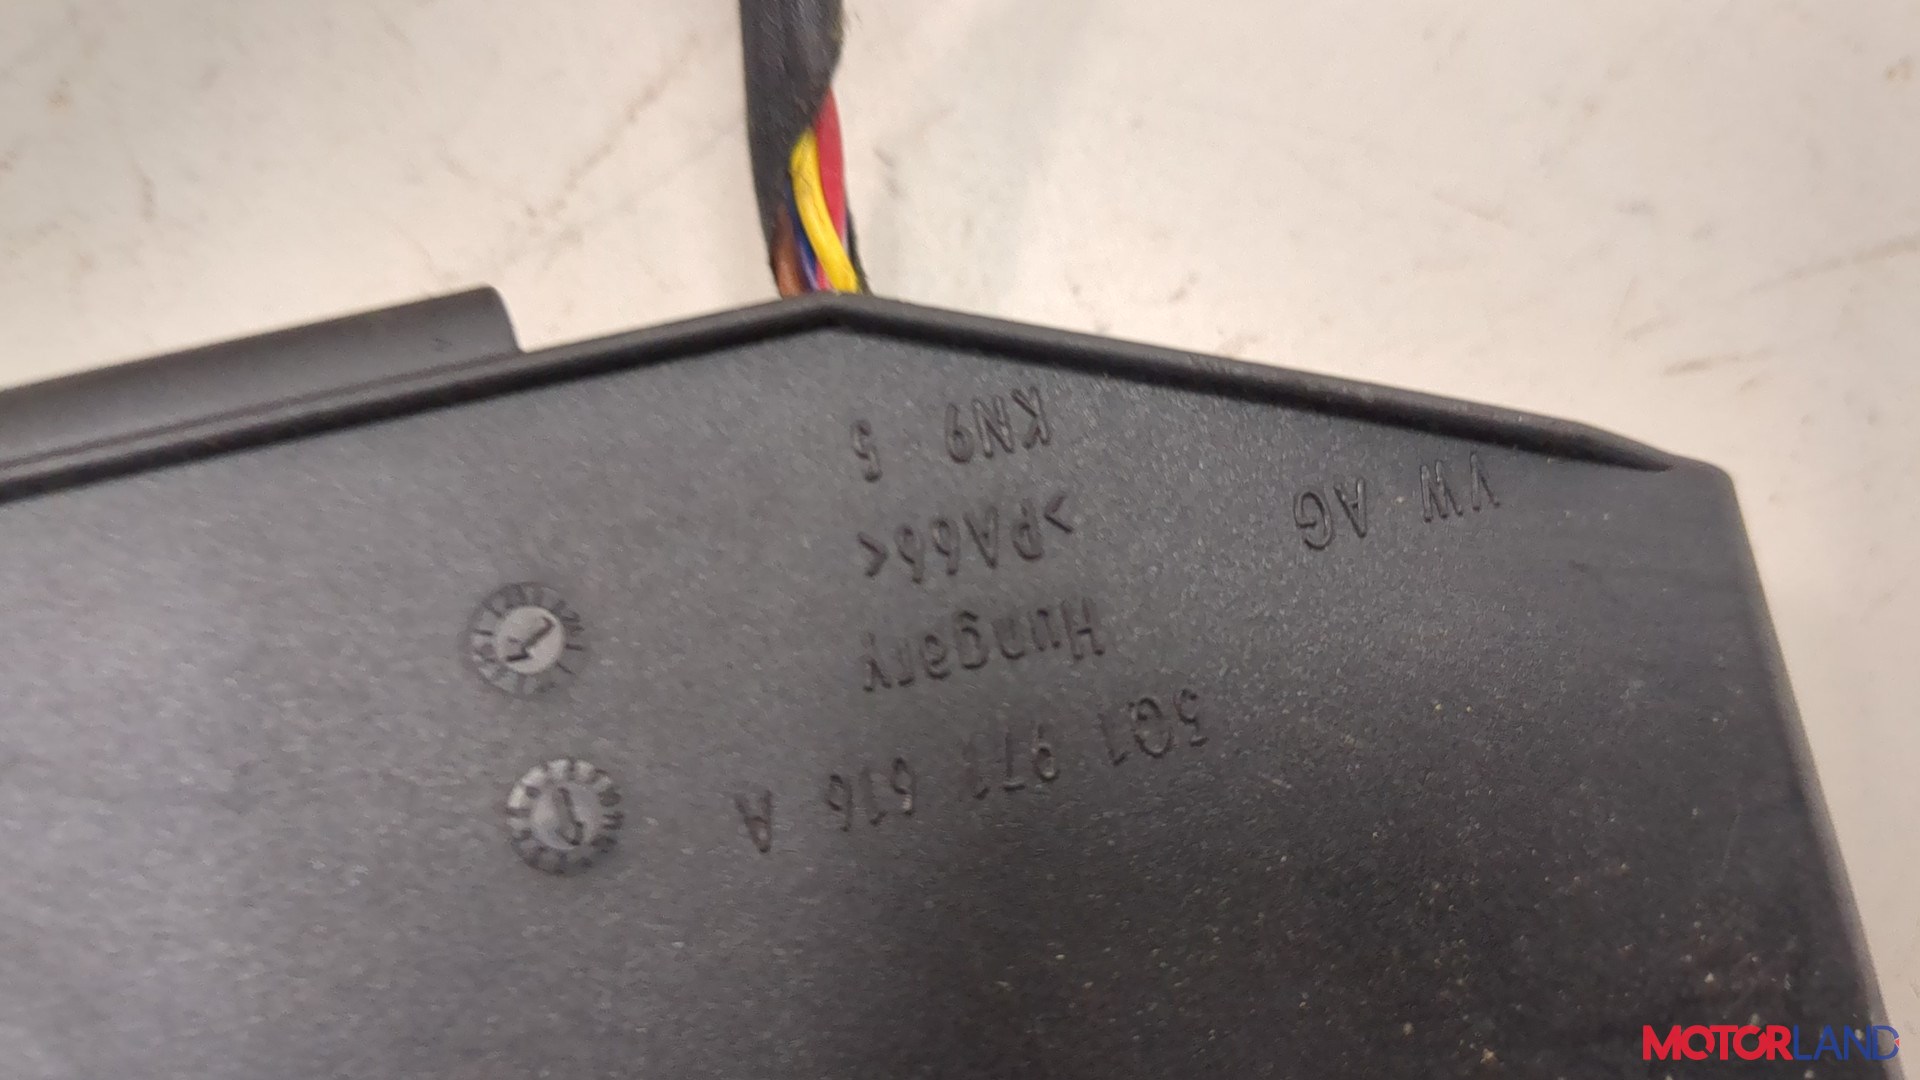 5Q1 971 616 A
Hungary
>PA66<
KN9 5
VW AG
MOTORLAND